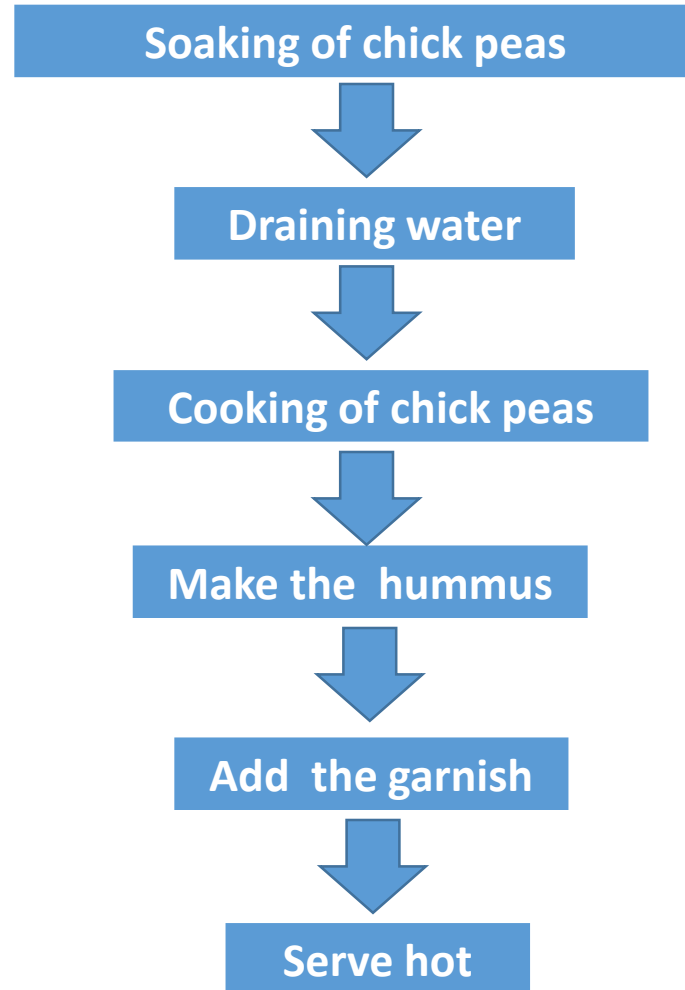 Soaking of chick peas
Draining water
Cooking of chick peas
Make the  hummus
Add  the garnish
Serve hot